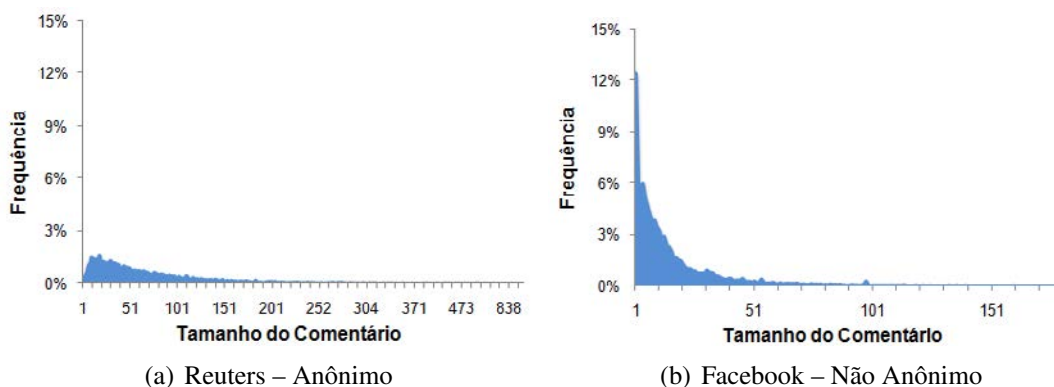 15%
12%
9%
6%
3%
0%
Frequência
1 51 101 151 201 252 304 371 473 838
Tamanho do Comentário
(a) Reuters – Anônimo
15%
12%
9%
6%
3%
0%
Frequência
1 51 101 151
Tamanho do Comentário
(b) Facebook – Não Anônimo